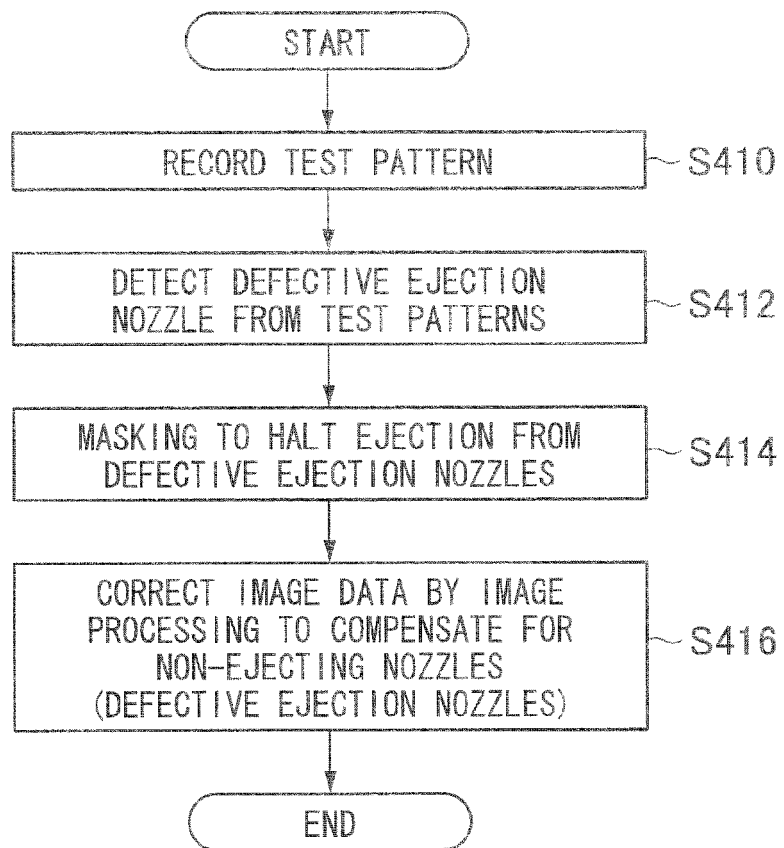 START
RECORD TEST PATTERN
S410
DETECT DEFECTIVE EJECTION
NOZZLE FROM TEST PATTERNS
S412
MASKING TO HALT EJECTION FROM
DEFECTIVE EJECTION NOZZLES
S414
CORRECT IMAGE DATA BY IMAGE
PROCESSING TO COMPENSATE FOR
NON-EJECTING NOZZLES
(DEFECTIVE EJECTION NOZZLES)
S416
END